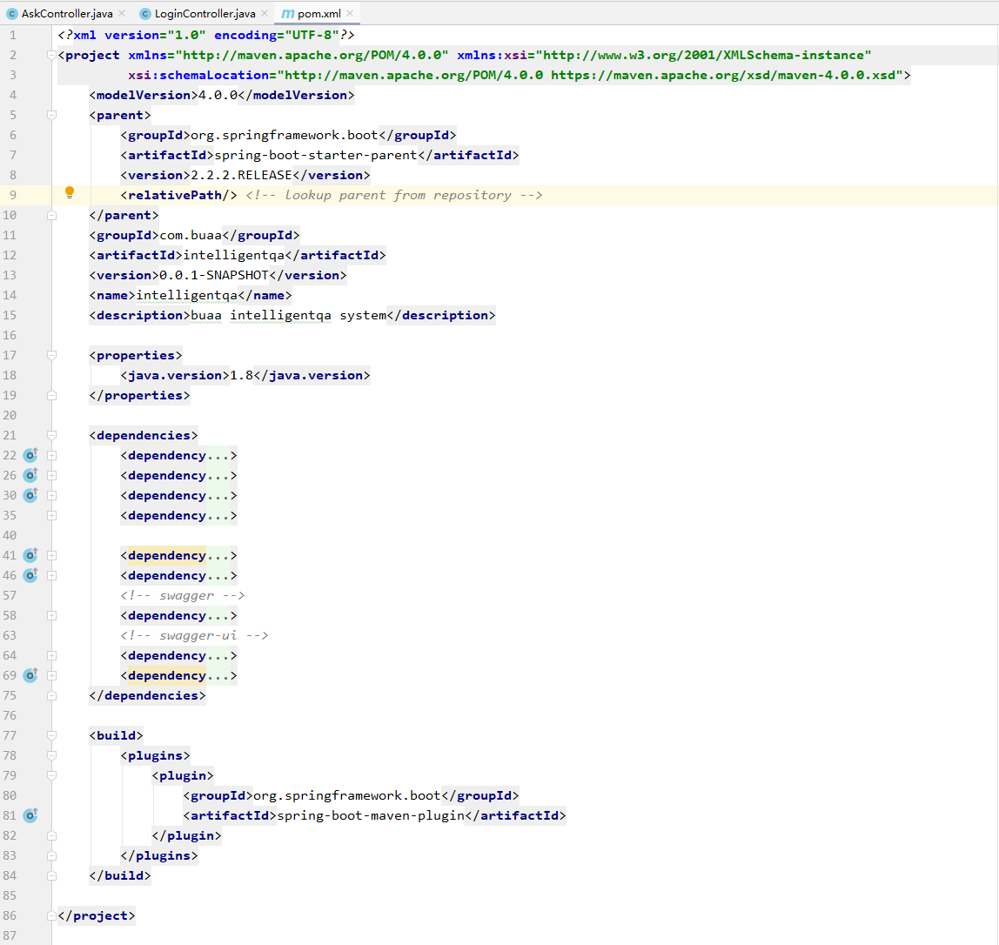 AskController.java LoginController.java pom.xml
1 <?xml version="1.0" encoding="UTF-8"?>
2 <project xmlns="http://maven.apache.org/POM/4.0.0" xmlns:xsi="http://www.w3.org/2001/XMLSchema-instance"
3 xsi:schemaLocation="http://maven.apache.org/POM/4.0.0 https://maven.apache.org/xsd/maven-4.0.0.xsd">
4 <modelVersion>4.0.0</modelVersion>
5 <parent>
6 <groupId>org.springframework.boot</groupId>
7 <artifactId>spring-boot-starter-parent</artifactId>
8 <version>2.2.2.RELEASE</version>
9 <relativePath/> <!-- lookup parent from repository -->
10 </parent>
11 <groupId>com.buaa</groupId>
12 <artifactId>intelligentqa</artifactId>
13 <version>0.0.1-SNAPSHOT</version>
14 <name>intelligentqa</name>
15 <description>buaa intelligentqa system</description>
16
17 <properties>
18 <java.version>1.8</java.version>
19 </properties>
20
21 <dependencies>
22 <dependency...>
26 <dependency...>
30 <dependency...>
35 <dependency...>
40
41 <dependency...>
46 <dependency...>
57 <!-- swagger -->
58 <dependency...>
63 <!-- swagger-ui -->
64 <dependency...>
69 <dependency...>
75 </dependencies>
76
77 <build>
78 <plugins>
79 <plugin>
80 <groupId>org.springframework.boot</groupId>
81 <artifactId>spring-boot-maven-plugin</artifactId>
82 </plugin>
83 </plugins>
84 </build>
85
86 </project>
87